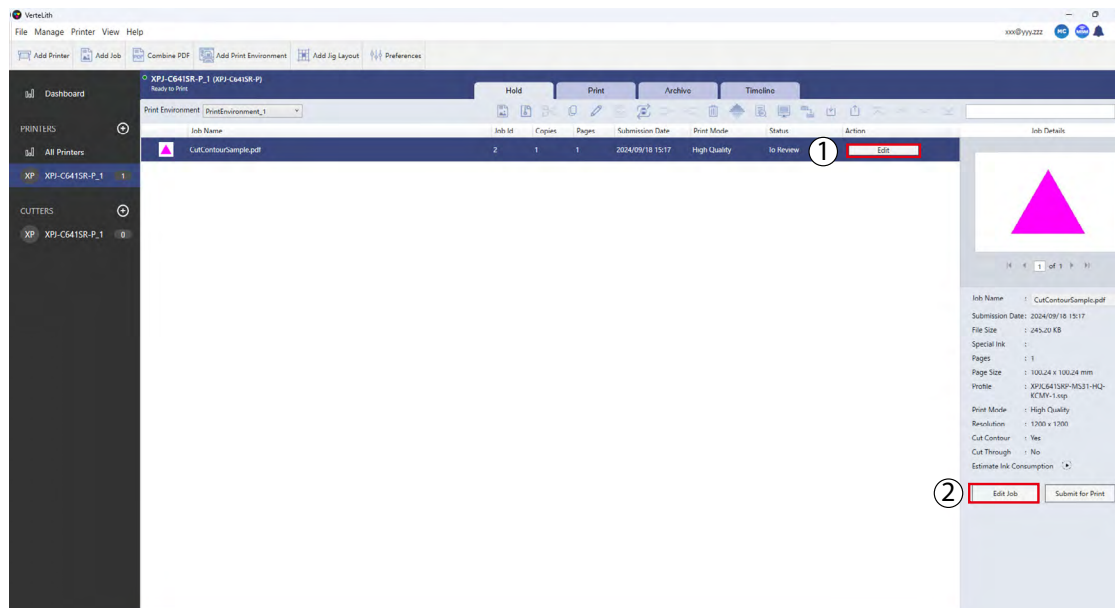 VerteLith
File Manage Printer View Help
xxx@yyy.zzz MC MSM
Add Printer Add Job Combine PDF Add Print Environment Add Jig Layout Preferences
XPJ-C641SR-P_1 (XPJ-C641SR-P)
Ready to Print
Hold Print Archive Timeline
Dashboard
Print Environment PrintEnvironment_1
PRINTERS
Job Name Job Id Copies Pages Submission Date Print Mode Status Action Job Details
All Printers
CutContourSample.pdf 2 1 1 2024/09/18 15:17 High Quality To Review ① Edit
XP XPJ-C641SR-P_1 1
CUTTERS
XP XPJ-C641SR-P_1 0
1 of 1
Job Name : CutContourSample.pdf
Submission Date: 2024/09/18 15:17
File Size : 245.20 KB
Special Ink :
Pages : 1
Page Size : 100.24 x 100.24 mm
Profile : XPJC641SRP-MS31-HQ-
KCMY-1.ssp
Print Mode : High Quality
Resolution : 1200 x 1200
Cut Contour : Yes
Cut Through : No
Estimate Ink Consumption
② Edit Job Submit for Print